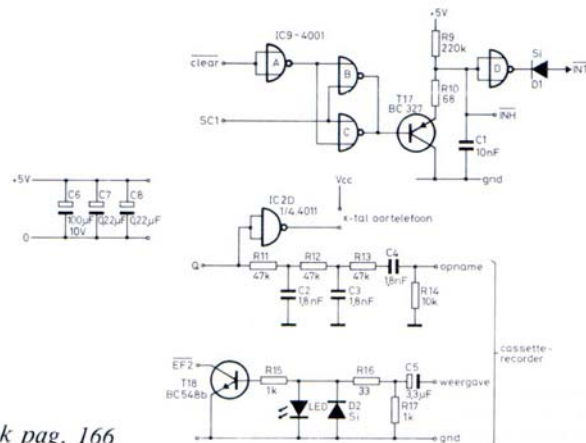 +5V
IC9-4001
R9
220k
clear
A
B
D
Si
INT
D1
R10
68
T17
BC 327
SC1
C
INH
C1
10nF
gnd
+5V
C6
C7
C8
100µF
0,22µF
0,22µF
10V
0
Vcc
IC2D
1/4.4011
x-tal oortelefoon
Q
R11
R12
R13
C4
47k
47k
47k
1,8nF
opname
C2
1,8nF
C3
1,8nF
R14
10k
cassette-
recorder
EF2
T18
BC548b
R15
1k
R16
33
C5
3,3µF
weergave
LED
D2
Si
R17
1k
gnd
k pag. 166